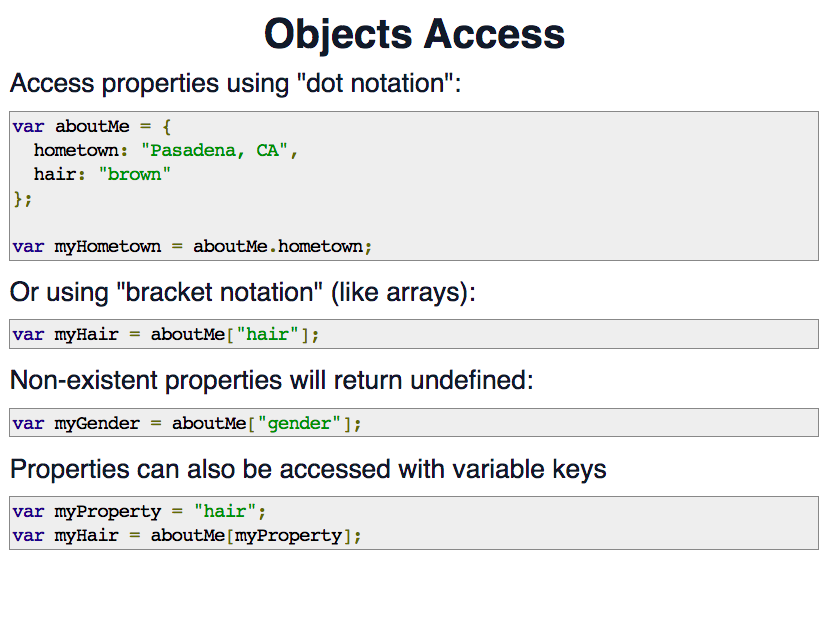 Objects Access
Access properties using "dot notation":
var aboutMe = {
  hometown: "Pasadena, CA",
  hair: "brown"
};
var myHometown = aboutMe.hometown;
Or using "bracket notation" (like arrays):
var myHair = aboutMe["hair"];
Non-existent properties will return undefined:
var myGender = aboutMe["gender"];
Properties can also be accessed with variable keys
var myProperty = "hair";
var myHair = aboutMe[myProperty];